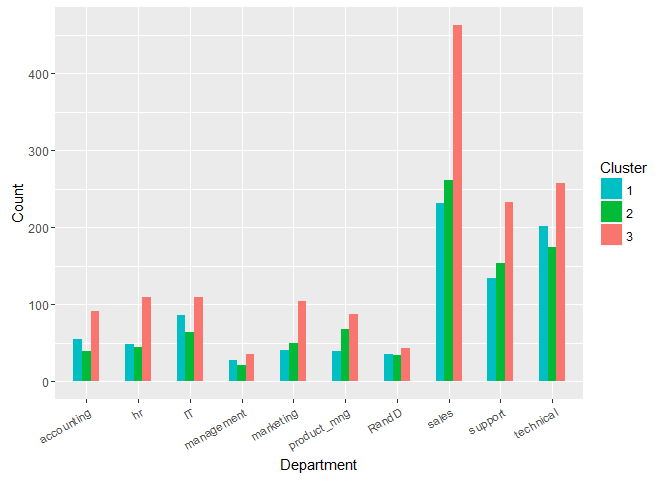 Count
400
300
200
100
0
accounting
hr
IT
management
marketing
product_mng
RandD
sales
support
technical
Department
Cluster
1
2
3